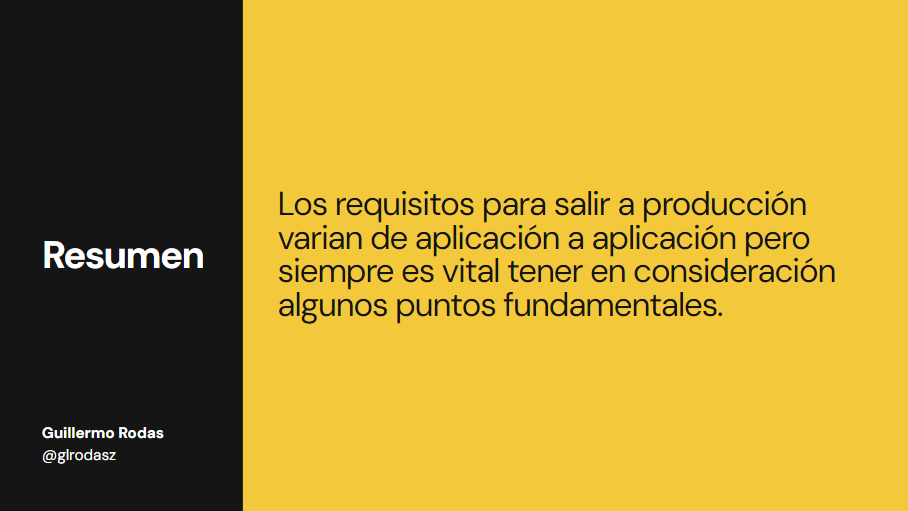 Resumen
Guillermo Rodas
@glrodasz
Los requisitos para salir a producción
varian de aplicación a aplicación pero
siempre es vital tener en consideración
algunos puntos fundamentales.